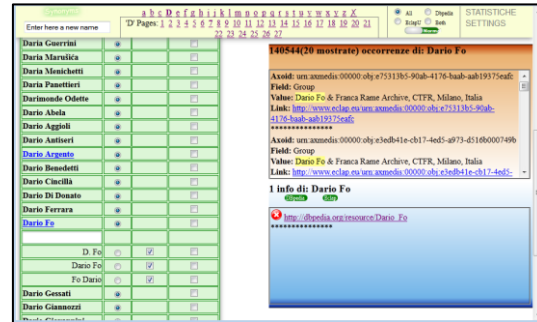 Enter here a new name
a b c D e f g h i j k l m n o p q r s t u v w x y z X
'D' Pages: 1 2 3 4 5 6 7 8 9 10 11 12 13 14 15 16 17 18 19 20 21
22 23 24 25 26 27
All Dbpedia
EclapU Both
STATISTICHE
SETTINGS
Daria Guerrini
Daria Marušića
Daria Menichetti
Daria Panettieri
Darimonde Odette
Dario Abela
Dario Aggioli
Dario Antiseri
Dario Argento
Dario Benedetti
Dario Cincillà
Dario Di Donato
Dario Ferrara
Dario Fo
D. Fo
Dario Fo
Fo Dario
Dario Gessati
Dario Giannozzi
140544(20 mostrate) occorrenze di: Dario Fo
Axoid: urn:axmedis:00000:obj:e75313b5-90ab-4176-baab-aab19375eafc
Field: Group
Value: Dario Fo & Franca Rame Archive, CTFR, Milano, Italia
Link: http://www.eclap.eu/urn:axmedis:00000:obj:e75313b5-90ab-
4176-baab-aab19375eafc
***************
Axoid: urn:axmedis:00000:obj:e3edb41e-cb17-4ed5-a973-d516b000749b
Field: Group
Value: Dario Fo & Franca Rame Archive, CTFR, Milano, Italia
Link: http://www.eclap.eu/urn:axmedis:00000:obj:e3edb41e-cb17-4ed5-
1 info di: Dario Fo
http://dbpedia.org/resource/Dario_Fo
***************